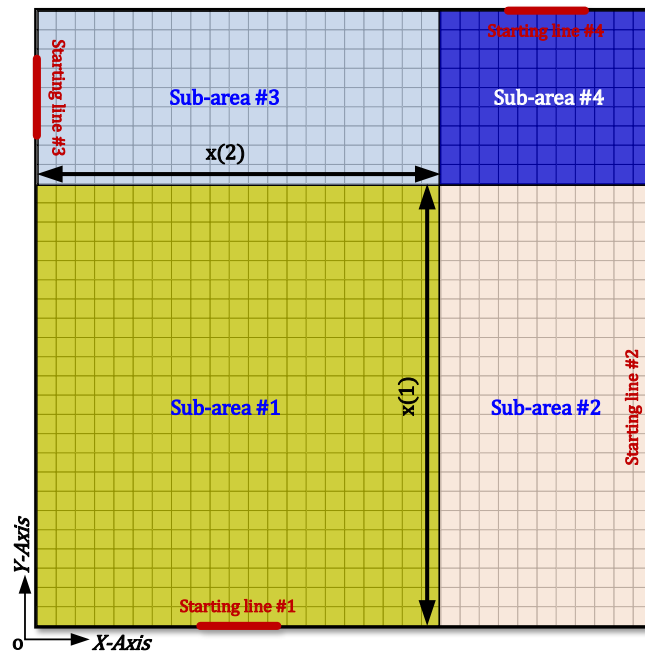 Starting line #4
Starting line #3
Sub-area #3
Sub-area #4
x(2)
x(1)
Starting line #2
Sub-area #1
Sub-area #2
Y-Axis
Starting line #1
o
X-Axis